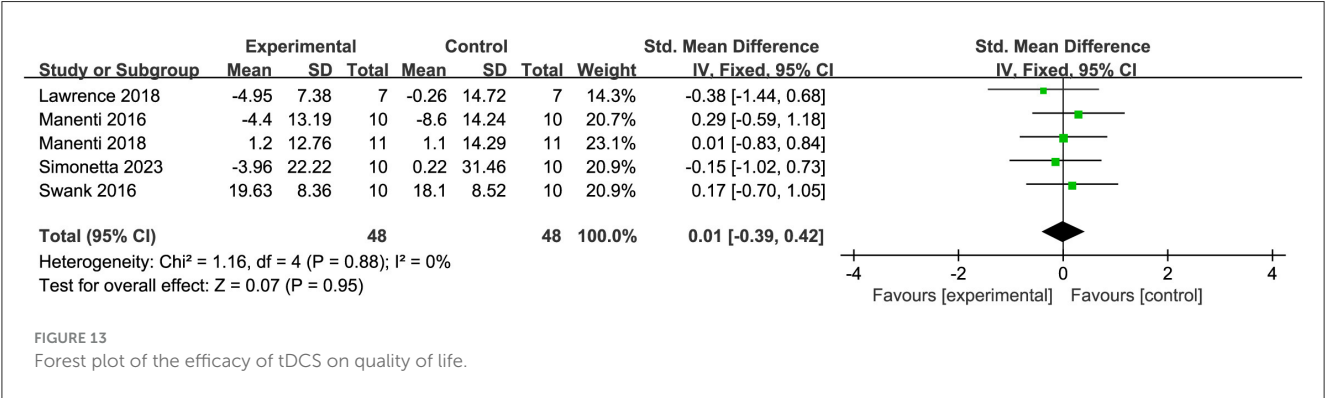 Experimental Control Std. Mean Difference Std. Mean Difference
Study or Subgroup Mean SD Total Mean SD Total Weight IV, Fixed, 95% CI IV, Fixed, 95% CI
Lawrence 2018 -4.95 7.38 7 -0.26 14.72 7 14.3% -0.38 [-1.44, 0.68]
Manenti 2016 -4.4 13.19 10 -8.6 14.24 10 20.7% 0.29 [-0.59, 1.18]
Manenti 2018 1.2 12.76 11 1.1 14.29 11 23.1% 0.01 [-0.83, 0.84]
Simonetta 2023 -3.96 22.22 10 0.22 31.46 10 20.9% -0.15 [-1.02, 0.73]
Swank 2016 19.63 8.36 10 18.1 8.52 10 20.9% 0.17 [-0.70, 1.05]
Total (95% CI) 48 48 100.0% 0.01 [-0.39, 0.42]
Heterogeneity: Chi² = 1.16, df = 4 (P = 0.88); I² = 0%
Test for overall effect: Z = 0.07 (P = 0.95)
-4 -2 0 2 4
Favours [experimental] Favours [control]
FIGURE 13
Forest plot of the efficacy of tDCS on quality of life.